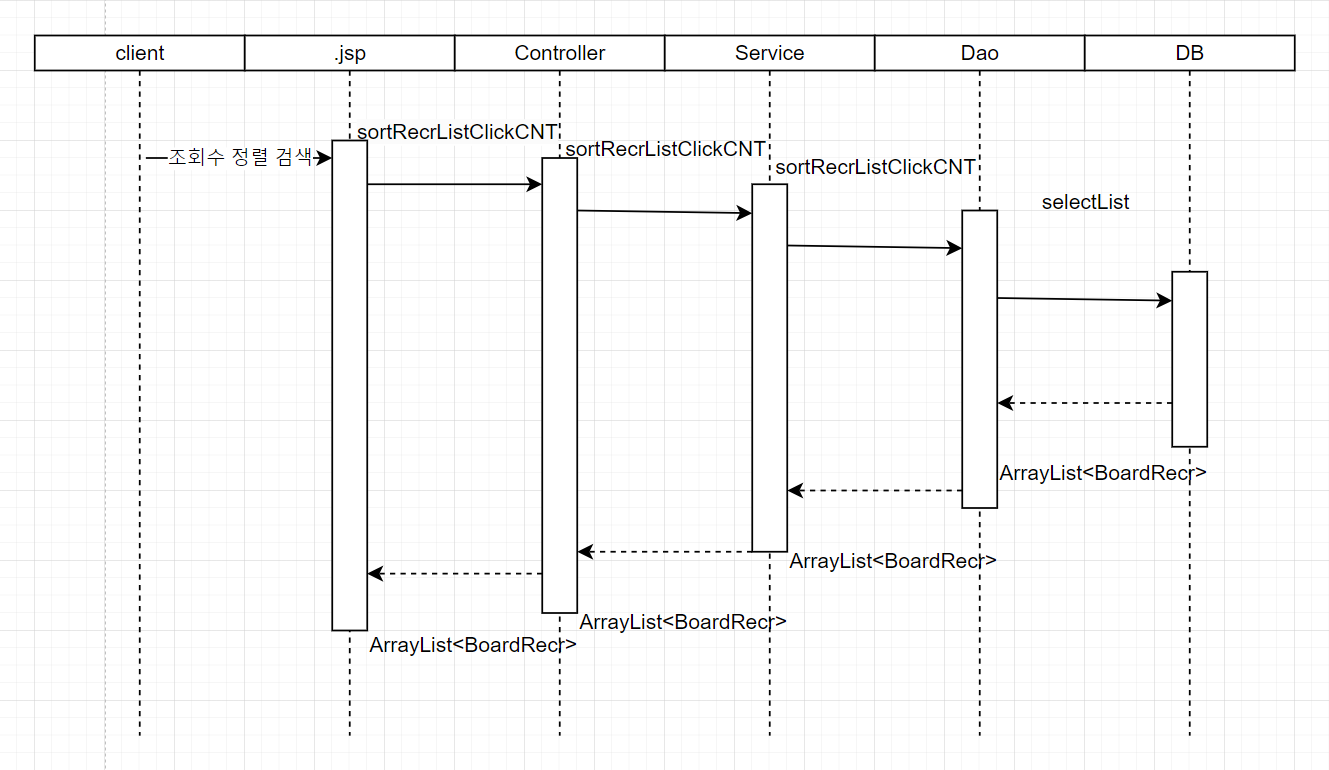 client
.jsp
Controller
Service
Dao
DB
sortRecrListClickCNT
조회수 정렬 검색
sortRecrListClickCNT
sortRecrListClickCNT
selectList
ArrayList<BoardRecr>
ArrayList<BoardRecr>
ArrayList<BoardRecr>
ArrayList<BoardRecr>